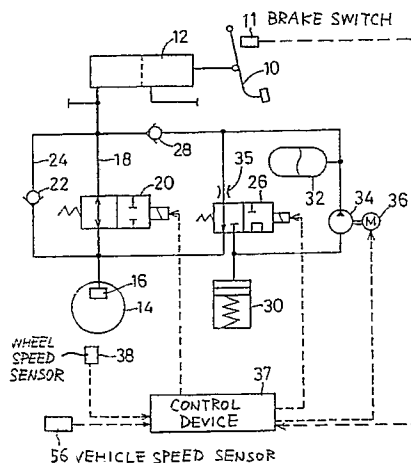 11 BRAKE SWITCH
12
10
24
18
28
35
32
22
20
26
34
M
36
16
14
30
WHEEL
SPEED
SENSOR
38
37
CONTROL
DEVICE
56 VEHICLE SPEED SENSOR